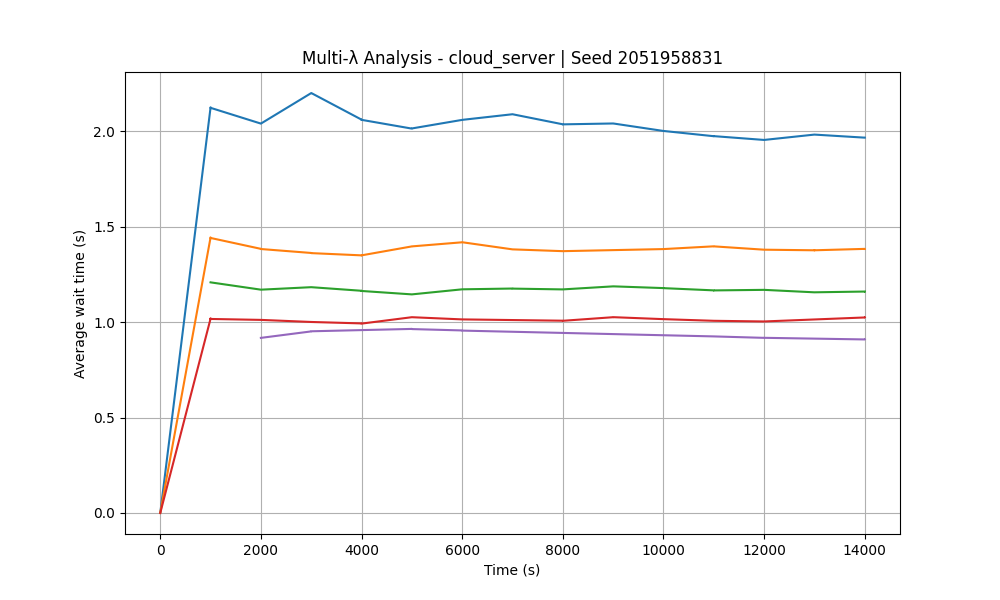 Multi-λ Analysis - cloud_server | Seed 2051958831
Average wait time (s)
2.0
1.5
1.0
0.5
0.0
0 2000 4000 6000 8000 10000 12000 14000
Time (s)